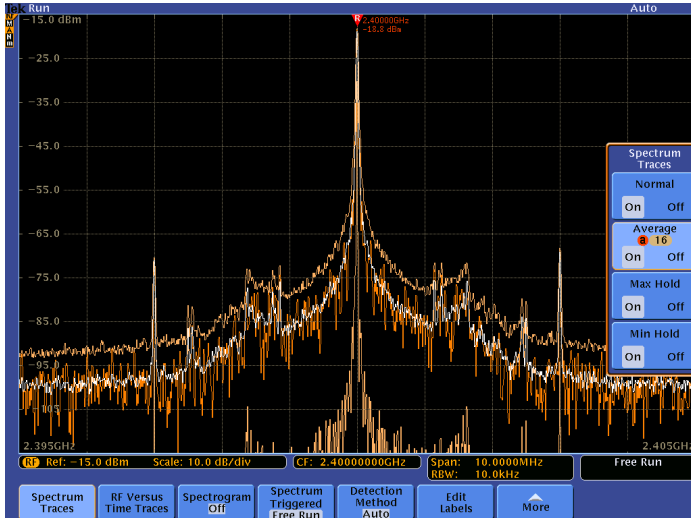 Tek Run Auto
-15.0 dBm
R
2.40000GHz
-18.8 dBm
-25.0
-35.0
-45.0
-55.0
-65.0
-75.0
-85.0
-95.0
-105
2.395GHz
2.405GHz
Spectrum
Traces
Normal
On Off
Average
a 16
On Off
Max Hold
On Off
Min Hold
On Off
RF Ref: -15.0 dBm Scale: 10.0 dB/div
CF: 2.40000000GHz
Span: 10.0000MHz
RBW: 10.0kHz
Free Run
Spectrum
Traces
RF Versus
Time Traces
Spectrogram
Off
Spectrum
Triggered
Free Run
Detection
Method
Auto
Edit
Labels
More